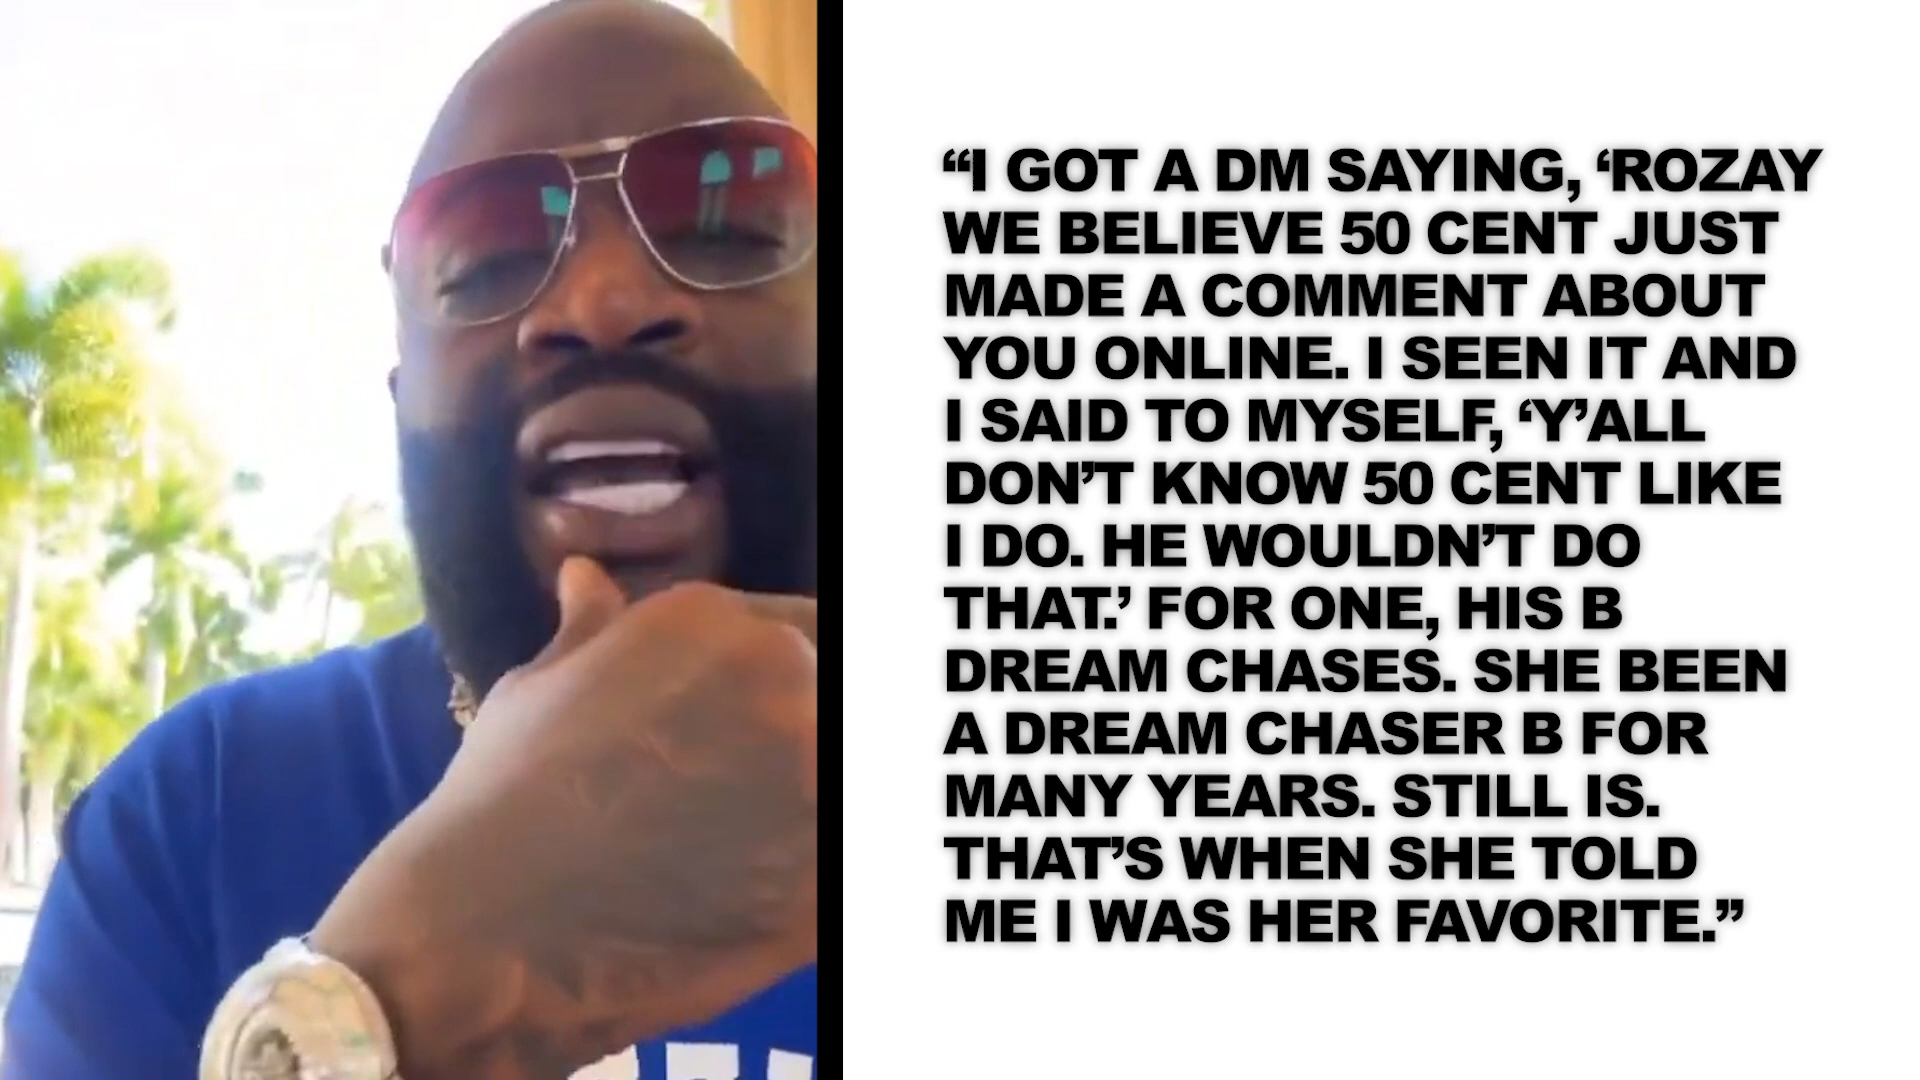 “I GOT A DM SAYING, ‘ROZAY
WE BELIEVE 50 CENT JUST
MADE A COMMENT ABOUT
YOU ONLINE. I SEEN IT AND
I SAID TO MYSELF, ‘Y’ALL
DON’T KNOW 50 CENT LIKE
I DO. HE WOULDN’T DO
THAT.’ FOR ONE, HIS B
DREAM CHASES. SHE BEEN
A DREAM CHASER B FOR
MANY YEARS. STILL IS.
THAT’S WHEN SHE TOLD
ME I WAS HER FAVORITE.”